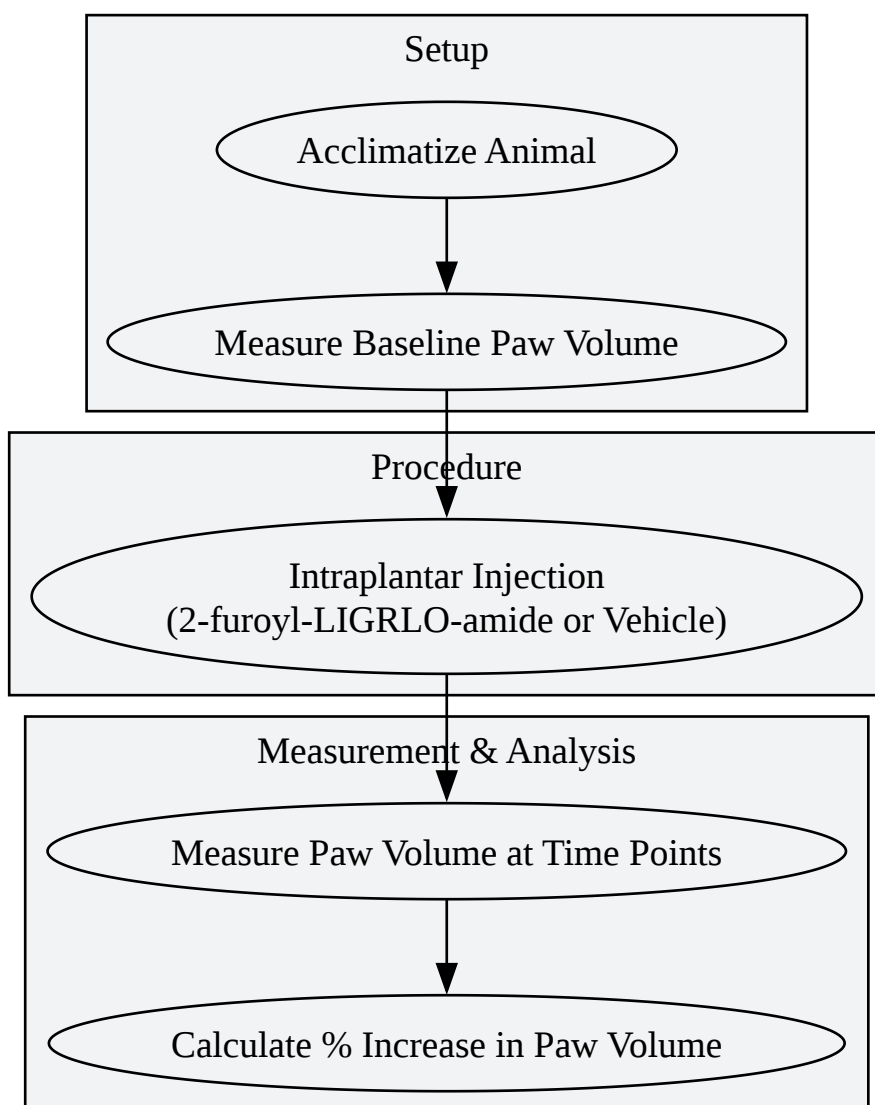 Setup
Acclimatize Animal
Measure Baseline Paw Volume
Procedure
Intraplantar Injection
(2-furoyl-LIGRLO-amide or Vehicle)
Measurement & Analysis
Measure Paw Volume at Time Points
Calculate % Increase in Paw Volume